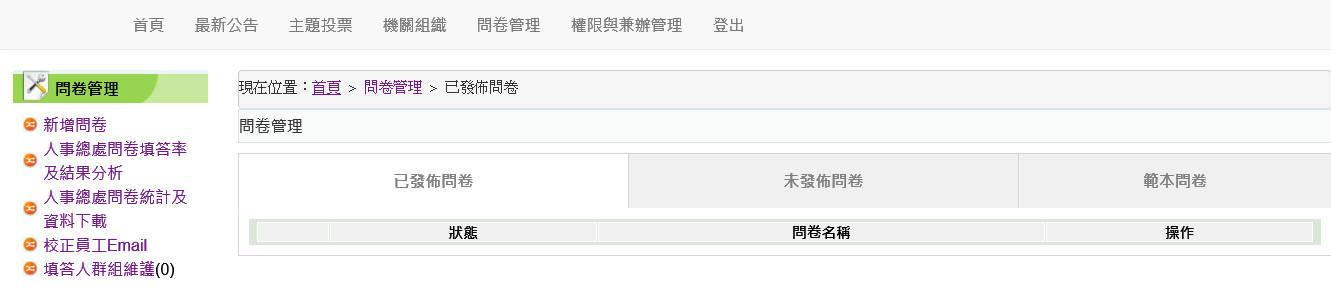 首頁 最新公告 主題投票 機關組織 問卷管理 權限與兼辦管理 登出
問卷管理
新增問卷
人事總處問卷填答率
及結果分析
人事總處問卷統計及
資料下載
校正員工Email
填答人群組維護(0)
現在位置：首頁 > 問卷管理 > 已發佈問卷
問卷管理
已發佈問卷 未發佈問卷 範本問卷
狀態 問卷名稱 操作